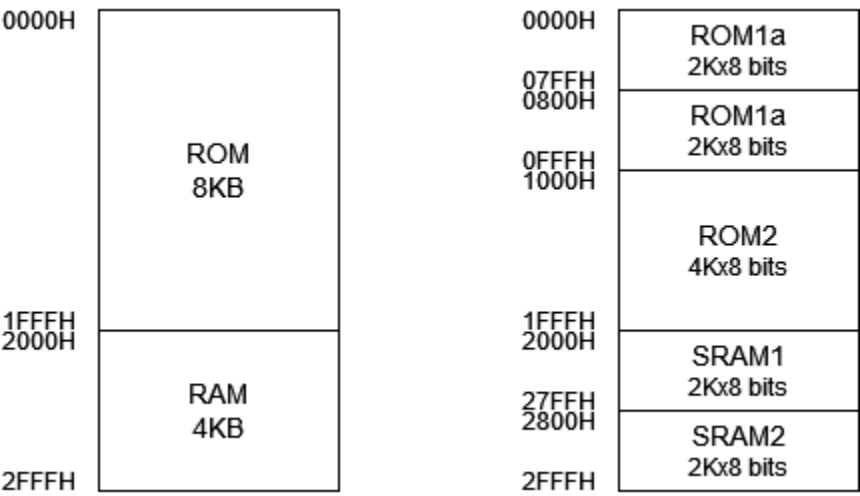 0000H
ROM
8KB
1FFFH
2000H
RAM
4KB
2FFFH
0000H
ROM1a
2Kx8 bits
07FFH
0800H
ROM1a
2Kx8 bits
0FFFH
1000H
ROM2
4Kx8 bits
1FFFH
2000H
SRAM1
2Kx8 bits
27FFH
2800H
SRAM2
2Kx8 bits
2FFFH